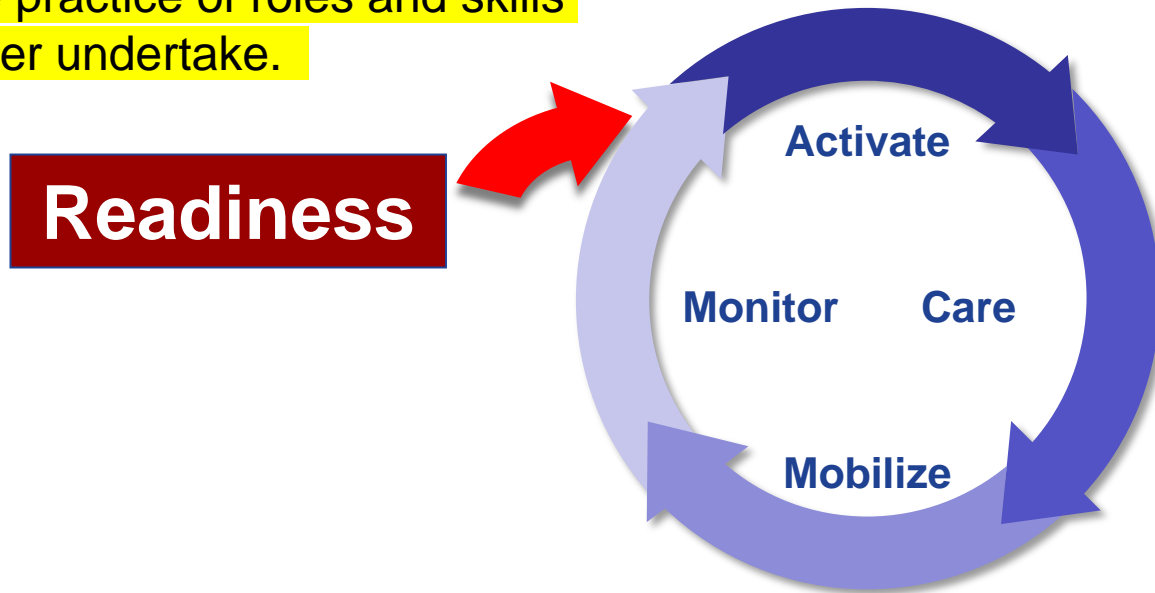 practice of roles and skills
er undertake.
Activate
Readiness
Monitor Care
Mobilize